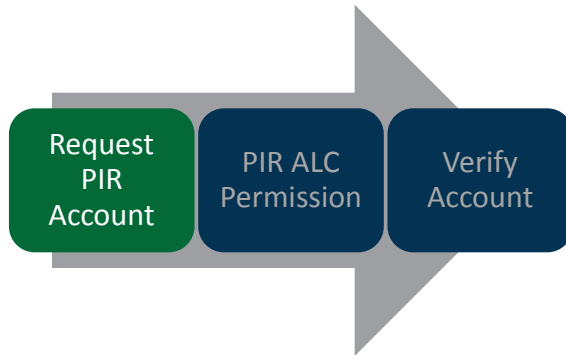 Request
PIR
Account
PIR ALC
Permission
Verify
Account